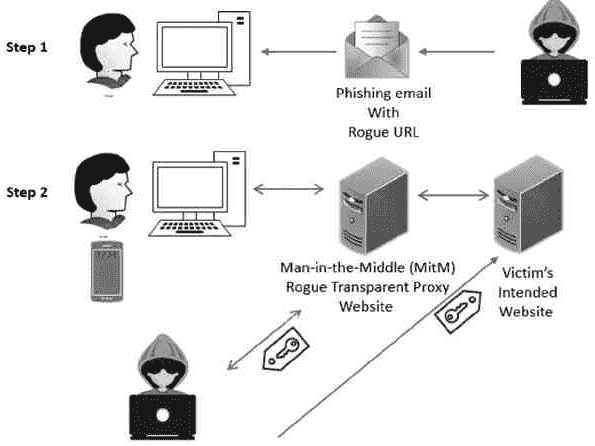 Step 1
Phishing email
With
Rogue URL
Step 2
Man-in-the-Middle (MitM)
Rogue Transparent Proxy
Website
Victim's
Intended
Website